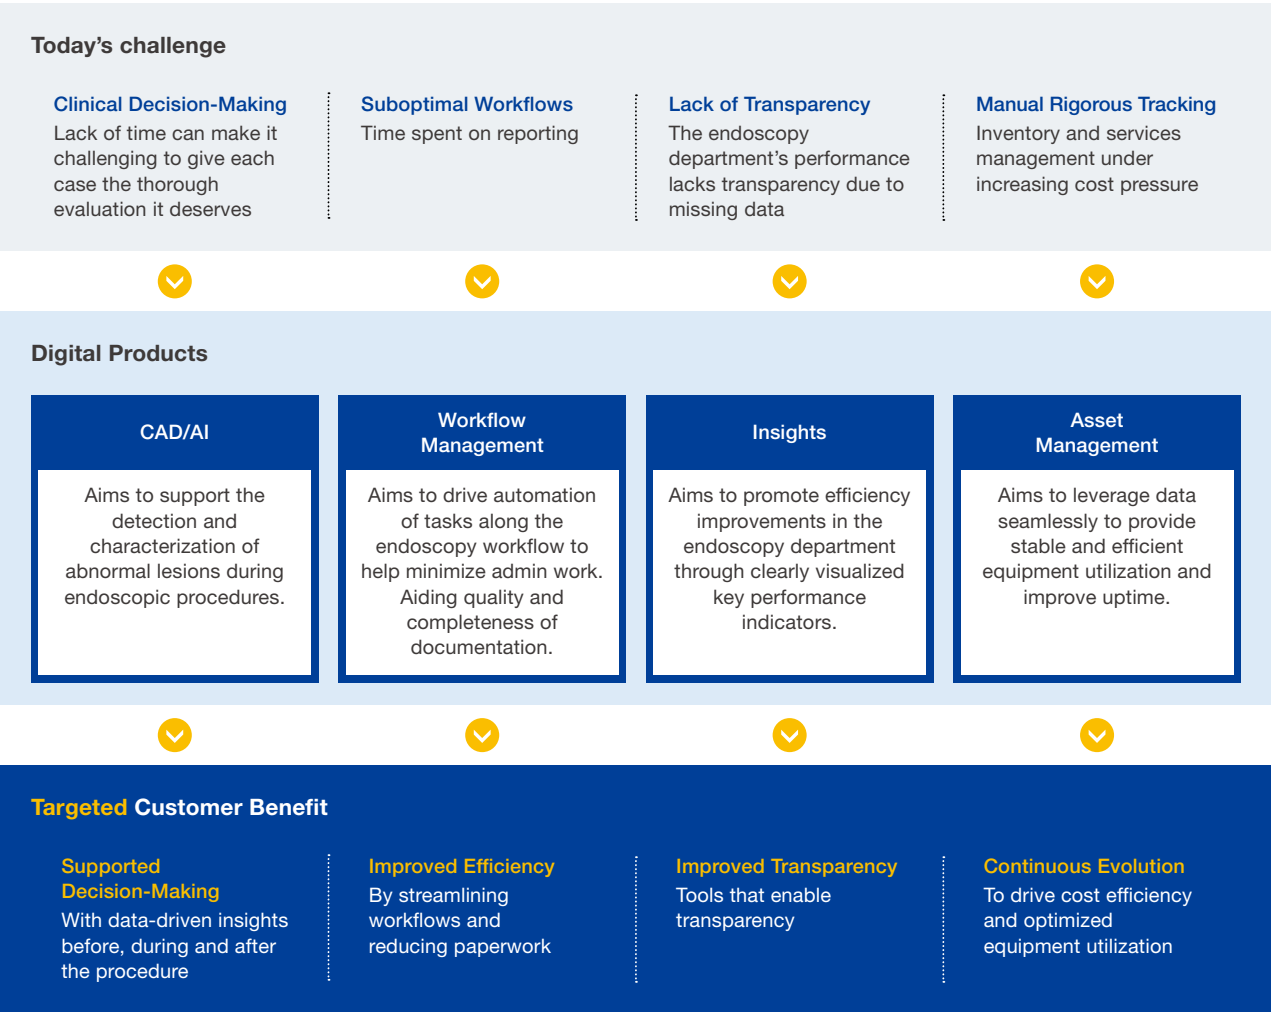 Today’s challenge
Clinical Decision-Making
Lack of time can make it
challenging to give each
case the thorough
evaluation it deserves
Suboptimal Workflows
Time spent on reporting
Lack of Transparency
The endoscopy
department’s performance
lacks transparency due to
missing data
Manual Rigorous Tracking
Inventory and services
management under
increasing cost pressure
Digital Products
CAD/AI
Aims to support the
detection and
characterization of
abnormal lesions during
endoscopic procedures.
Workflow
Management
Aims to drive automation
of tasks along the
endoscopy workflow to
help minimize admin work.
Aiding quality and
completeness of
documentation.
Insights
Aims to promote efficiency
improvements in the
endoscopy department
through clearly visualized
key performance
indicators.
Asset
Management
Aims to leverage data
seamlessly to provide
stable and efficient
equipment utilization and
improve uptime.
Targeted Customer Benefit
Supported
Decision-Making
With data-driven insights
before, during and after
the procedure
Improved Efficiency
By streamlining
workflows and
reducing paperwork
Improved Transparency
Tools that enable
transparency
Continuous Evolution
To drive cost efficiency
and optimized
equipment utilization